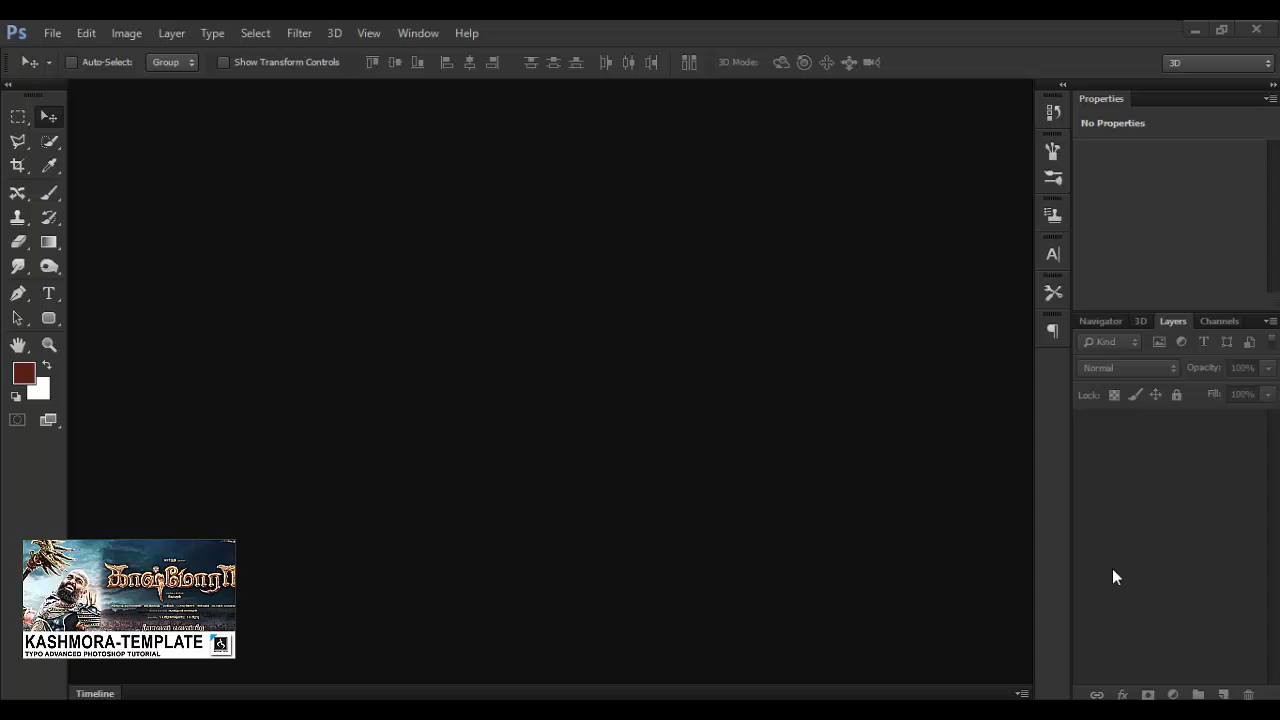 Ps File Edit Image Layer Type Select Filter 3D View Window Help
Auto-Select: Group Show Transform Controls 3D Mode: 3D
Properties
No Properties
A
T
Navigator 3D Layers Channels
Kind T
Normal Opacity: 100%
Lock: Fill: 100%
காஷ்மோரா
KASHMORA-TEMPLATE
TYPO ADVANCED PHOTOSHOP TUTORIAL
Timeline
fx